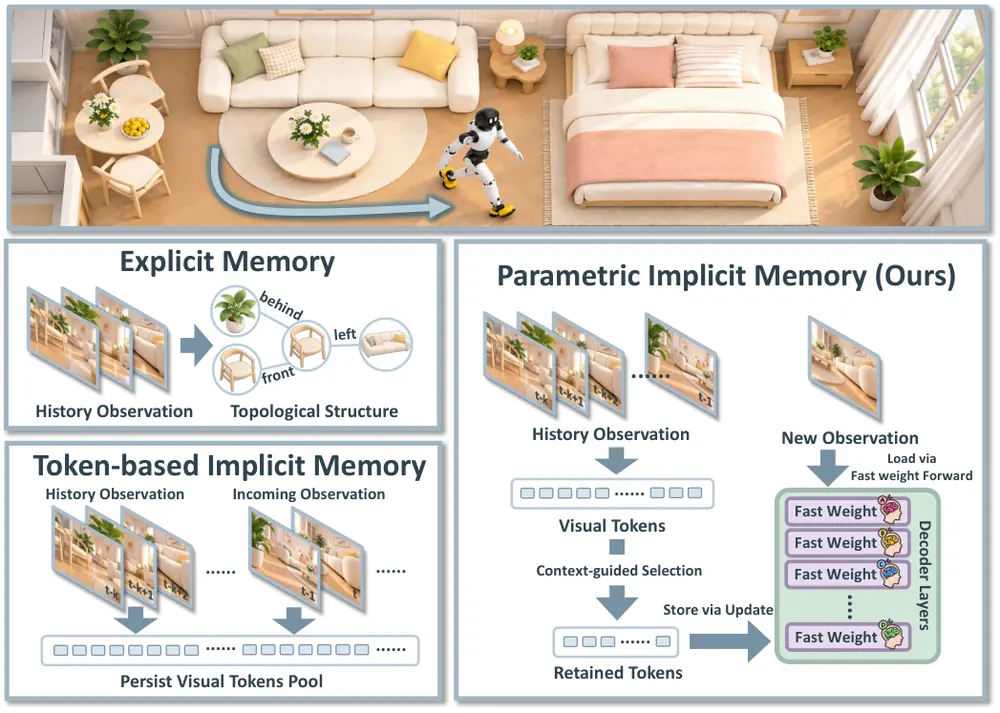 Explicit Memory
behind
left
front
History Observation
Topological Structure
Token-based Implicit Memory
History Observation
Incoming Observation
t-k
t-k+1
t-k+2
......
t-1
t
......
......
......
Persist Visual Tokens Pool
Parametric Implicit Memory (Ours)
t-k
t-k+1
t-k+2
......
t-1
History Observation
New Observation
Load via
Fast weight Forward
......
Visual Tokens
Context-guided Selection
Store via Update
......
Retained Tokens
Fast Weight
Fast Weight
Fast Weight
Fast Weight
Decoder Layers